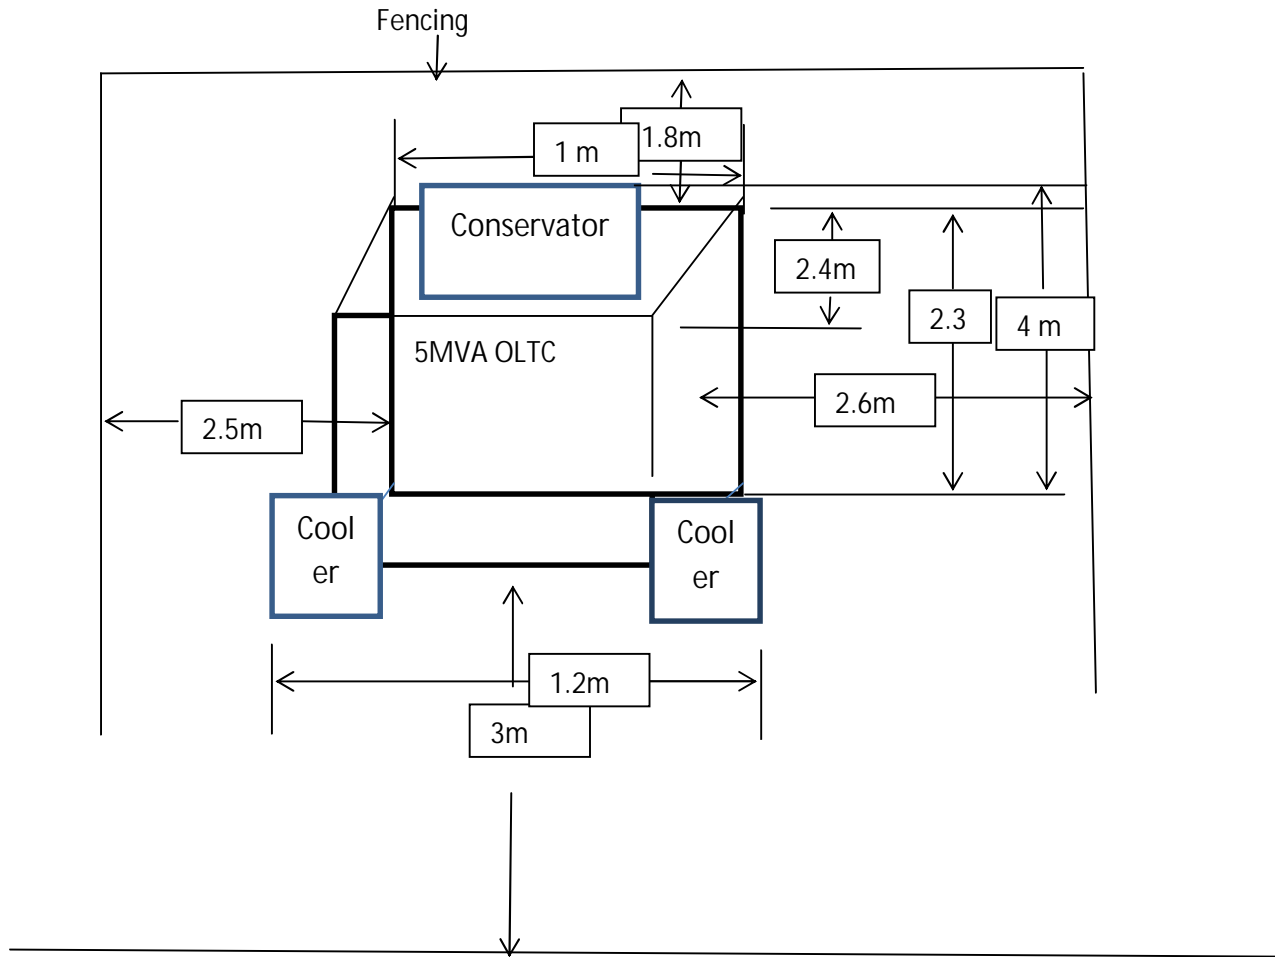 Fencing
1.8m
1 m
Conservator
2.4m
2.3
4 m
5MVA OLTC
2.6m
2.5m
Cool
er
Cool
er
1.2m
3m